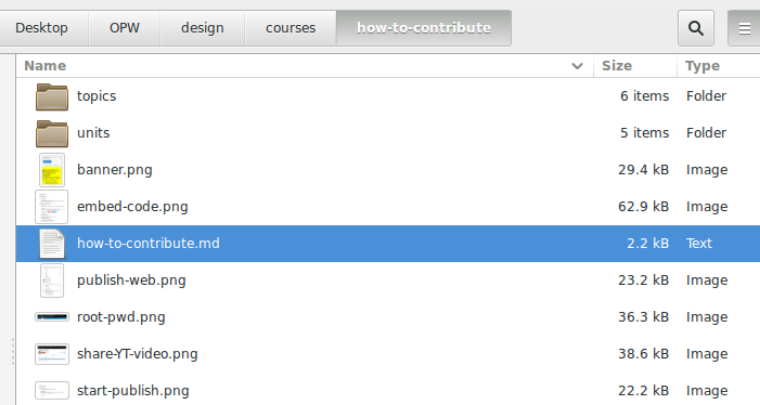 Desktop OPW design courses how-to-contribute
Name Size Type
topics 6 items Folder
units 5 items Folder
banner.png 29.4 kB Image
embed-code.png 62.9 kB Image
how-to-contribute.md 2.2 kB Text
publish-web.png 23.2 kB Image
root-pwd.png 36.3 kB Image
share-YT-video.png 38.6 kB Image
start-publish.png 22.2 kB Image